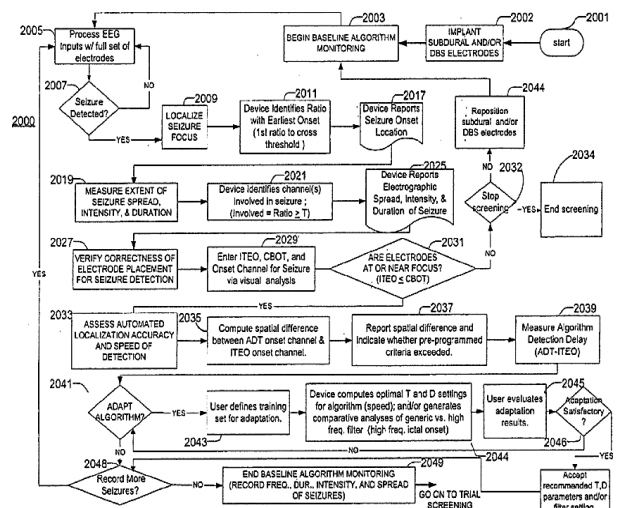 2001
start
2002
IMPLANT
SUBDURAL AND/OR
DBS ELECTRODES
2003
BEGIN BASELINE ALGORITHM
MONITORING
2005
Process EEG
Inputs w/ full set of
electrodes
NO
2007
Seizure
Detected?
YES
2000
2009
LOCALIZE
SEIZURE
FOCUS
2011
Device Identifies Ratio
with Earliest Onset
(1st ratio to cross
threshold )
2017
Device Reports
Seizure Onset
Location
2044
Reposition
subdural and/or
DBS electrodes
NO
2019
MEASURE EXTENT OF
SEIZURE SPREAD,
INTENSITY, & DURATION
2021
Device identifies channel(s)
involved in seizure ;
(Involved = Ratio ≥ T)
2025
Device Reports
Electrographic
Spread, Intensity, &
Duration of Seizure
2032
Stop
screening
YES
2034
End screening
2027
VERIFY CORRECTNESS OF
ELECTRODE PLACEMENT
FOR SEIZURE DETECTION
2029
Enter ITEO, CBOT, and
Onset Channel for Seizure
via visual analysis
2031
ARE ELECTRODES
AT OR NEAR FOCUS?
(ITEO ≤ CBOT)
NO
YES
YES
2033
ASSESS AUTOMATED
LOCALIZATION ACCURACY
AND SPEED OF
DETECTION
2035
Compute spatial difference
between ADT onset channel &
ITEO onset channel.
2037
Report spatial difference and
indicate whether pre-programmed
criteria exceeded.
2039
Measure Algorithm
Detection Delay
(ADT-ITEO)
2041
ADAPT
ALGORITHM?
YES
User defines training
set for adaptation.
2043
Device computes optimal T and D settings
for algorithm (speed); and/or generates
comparative analyses of generic vs. high
freq. filter (high freq. ictal onset)
2044
User evaluates
adaptation
results.
2045
Adaptation
Satisfactory
?
2046
NO
NO
YES
2048
Record More
Seizures?
NO
2049
END BASELINE ALGORITHM MONITORING
(RECORD FREQ., DUR., INTENSITY, AND SPREAD
OF SEIZURES)
GO ON TO TRIAL
SCREENING
Accept
recommended T,D
parameters and/or
filter setting